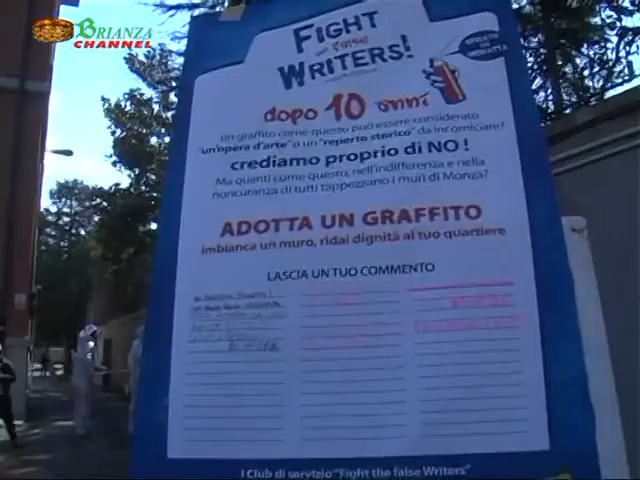 BRIANZA
CHANNEL
FIGHT
WRITERS!
dopo 10 anni
un graffito come questo può essere considerato
"un'opera d'arte" o un "reperto storico" da incorniciare?
crediamo proprio di NO!
Ma quanti come questo, nell'indifferenza e nella
noncuranza di tutti tappezzano i muri di Monza?
ADOTTA UN GRAFFITO
imbianca un muro, ridai dignità al tuo quartiere
LASCIA UN TUO COMMENTO
I Club di servizio "Fight the false Writers"